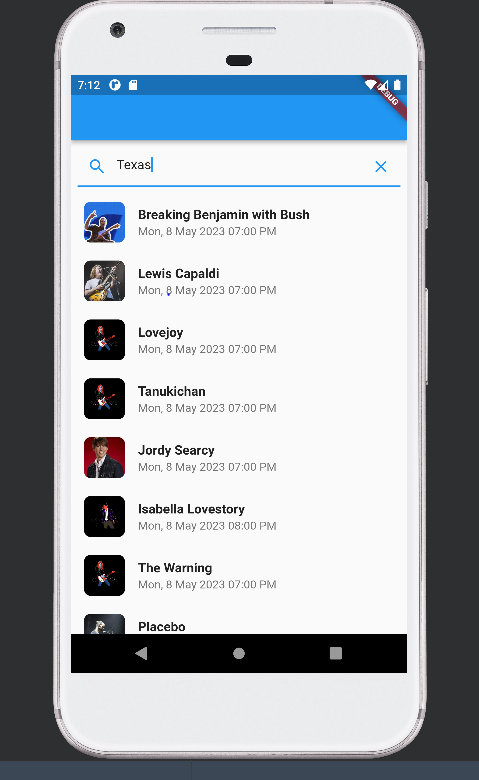 7:12
DEBUG
Texas
Breaking Benjamin with Bush
Mon, 8 May 2023 07:00 PM
Lewis Capaldi
Mon, 8 May 2023 07:00 PM
Lovejoy
Mon, 8 May 2023 07:00 PM
Tanukichan
Mon, 8 May 2023 07:00 PM
Jordy Searcy
Mon, 8 May 2023 07:00 PM
Isabella Lovestory
Mon, 8 May 2023 08:00 PM
The Warning
Mon, 8 May 2023 07:00 PM
Placebo